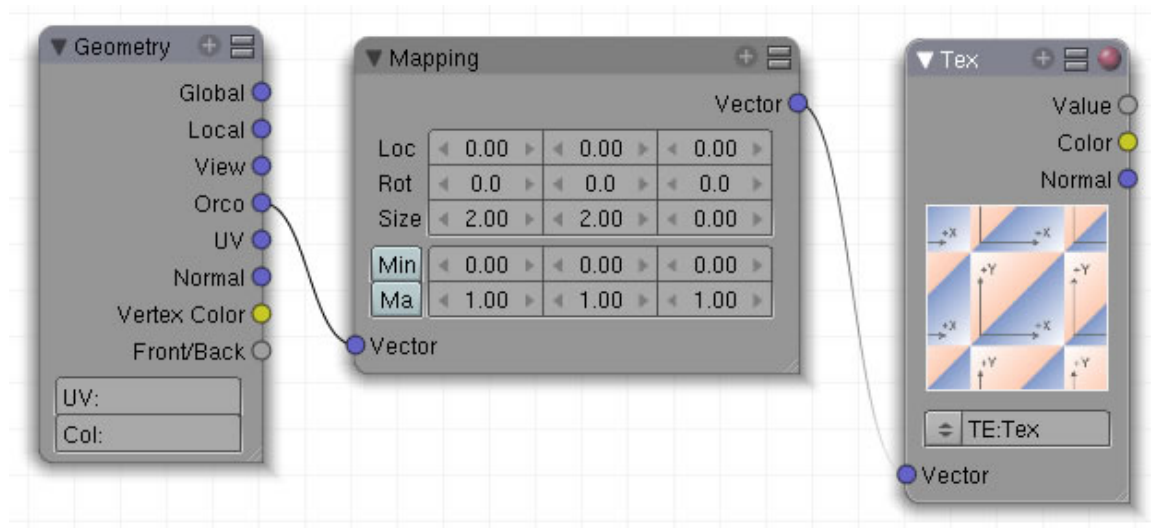 Geometry
Global
Local
View
Orco
UV
Normal
Vertex Color
Front/Back
UV:
Col:
Mapping
Vector
Loc 0.00 0.00 0.00
Rot 0.0 0.0 0.0
Size 2.00 2.00 0.00
Min 0.00 0.00 0.00
Ma 1.00 1.00 1.00
Vector
Tex
Value
Color
Normal
+X +X
+Y +Y
+X +X
+Y +Y
TE:Tex
Vector